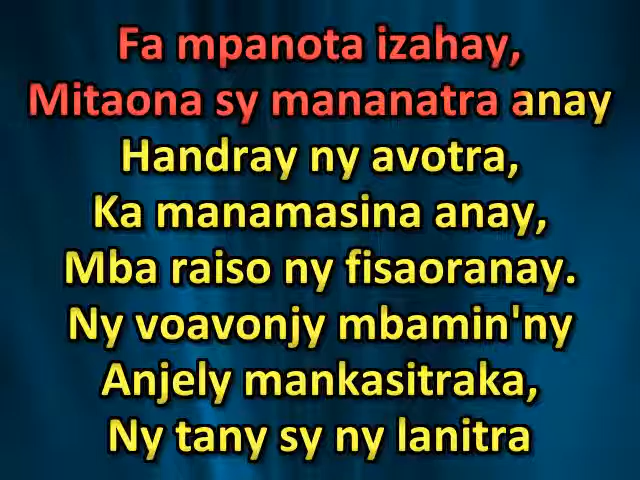 Fa mpanota izahay,
Mitaona sy mananatra anay
Handray ny avotra,
Ka manamasina anay,
Mba raiso ny fisaoranay.
Ny voavonjy mbamin'ny
Anjely mankasitraka,
Ny tany sy ny lanitra